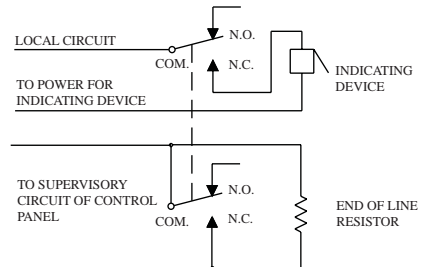 N.O.
LOCAL CIRCUIT
COM.
N.C.
INDICATING
DEVICE
TO POWER FOR
INDICATING DEVICE
TO SUPERVISORY
CIRCUIT OF CONTROL
PANEL
N.O.
COM.
N.C.
END OF LINE
RESISTOR